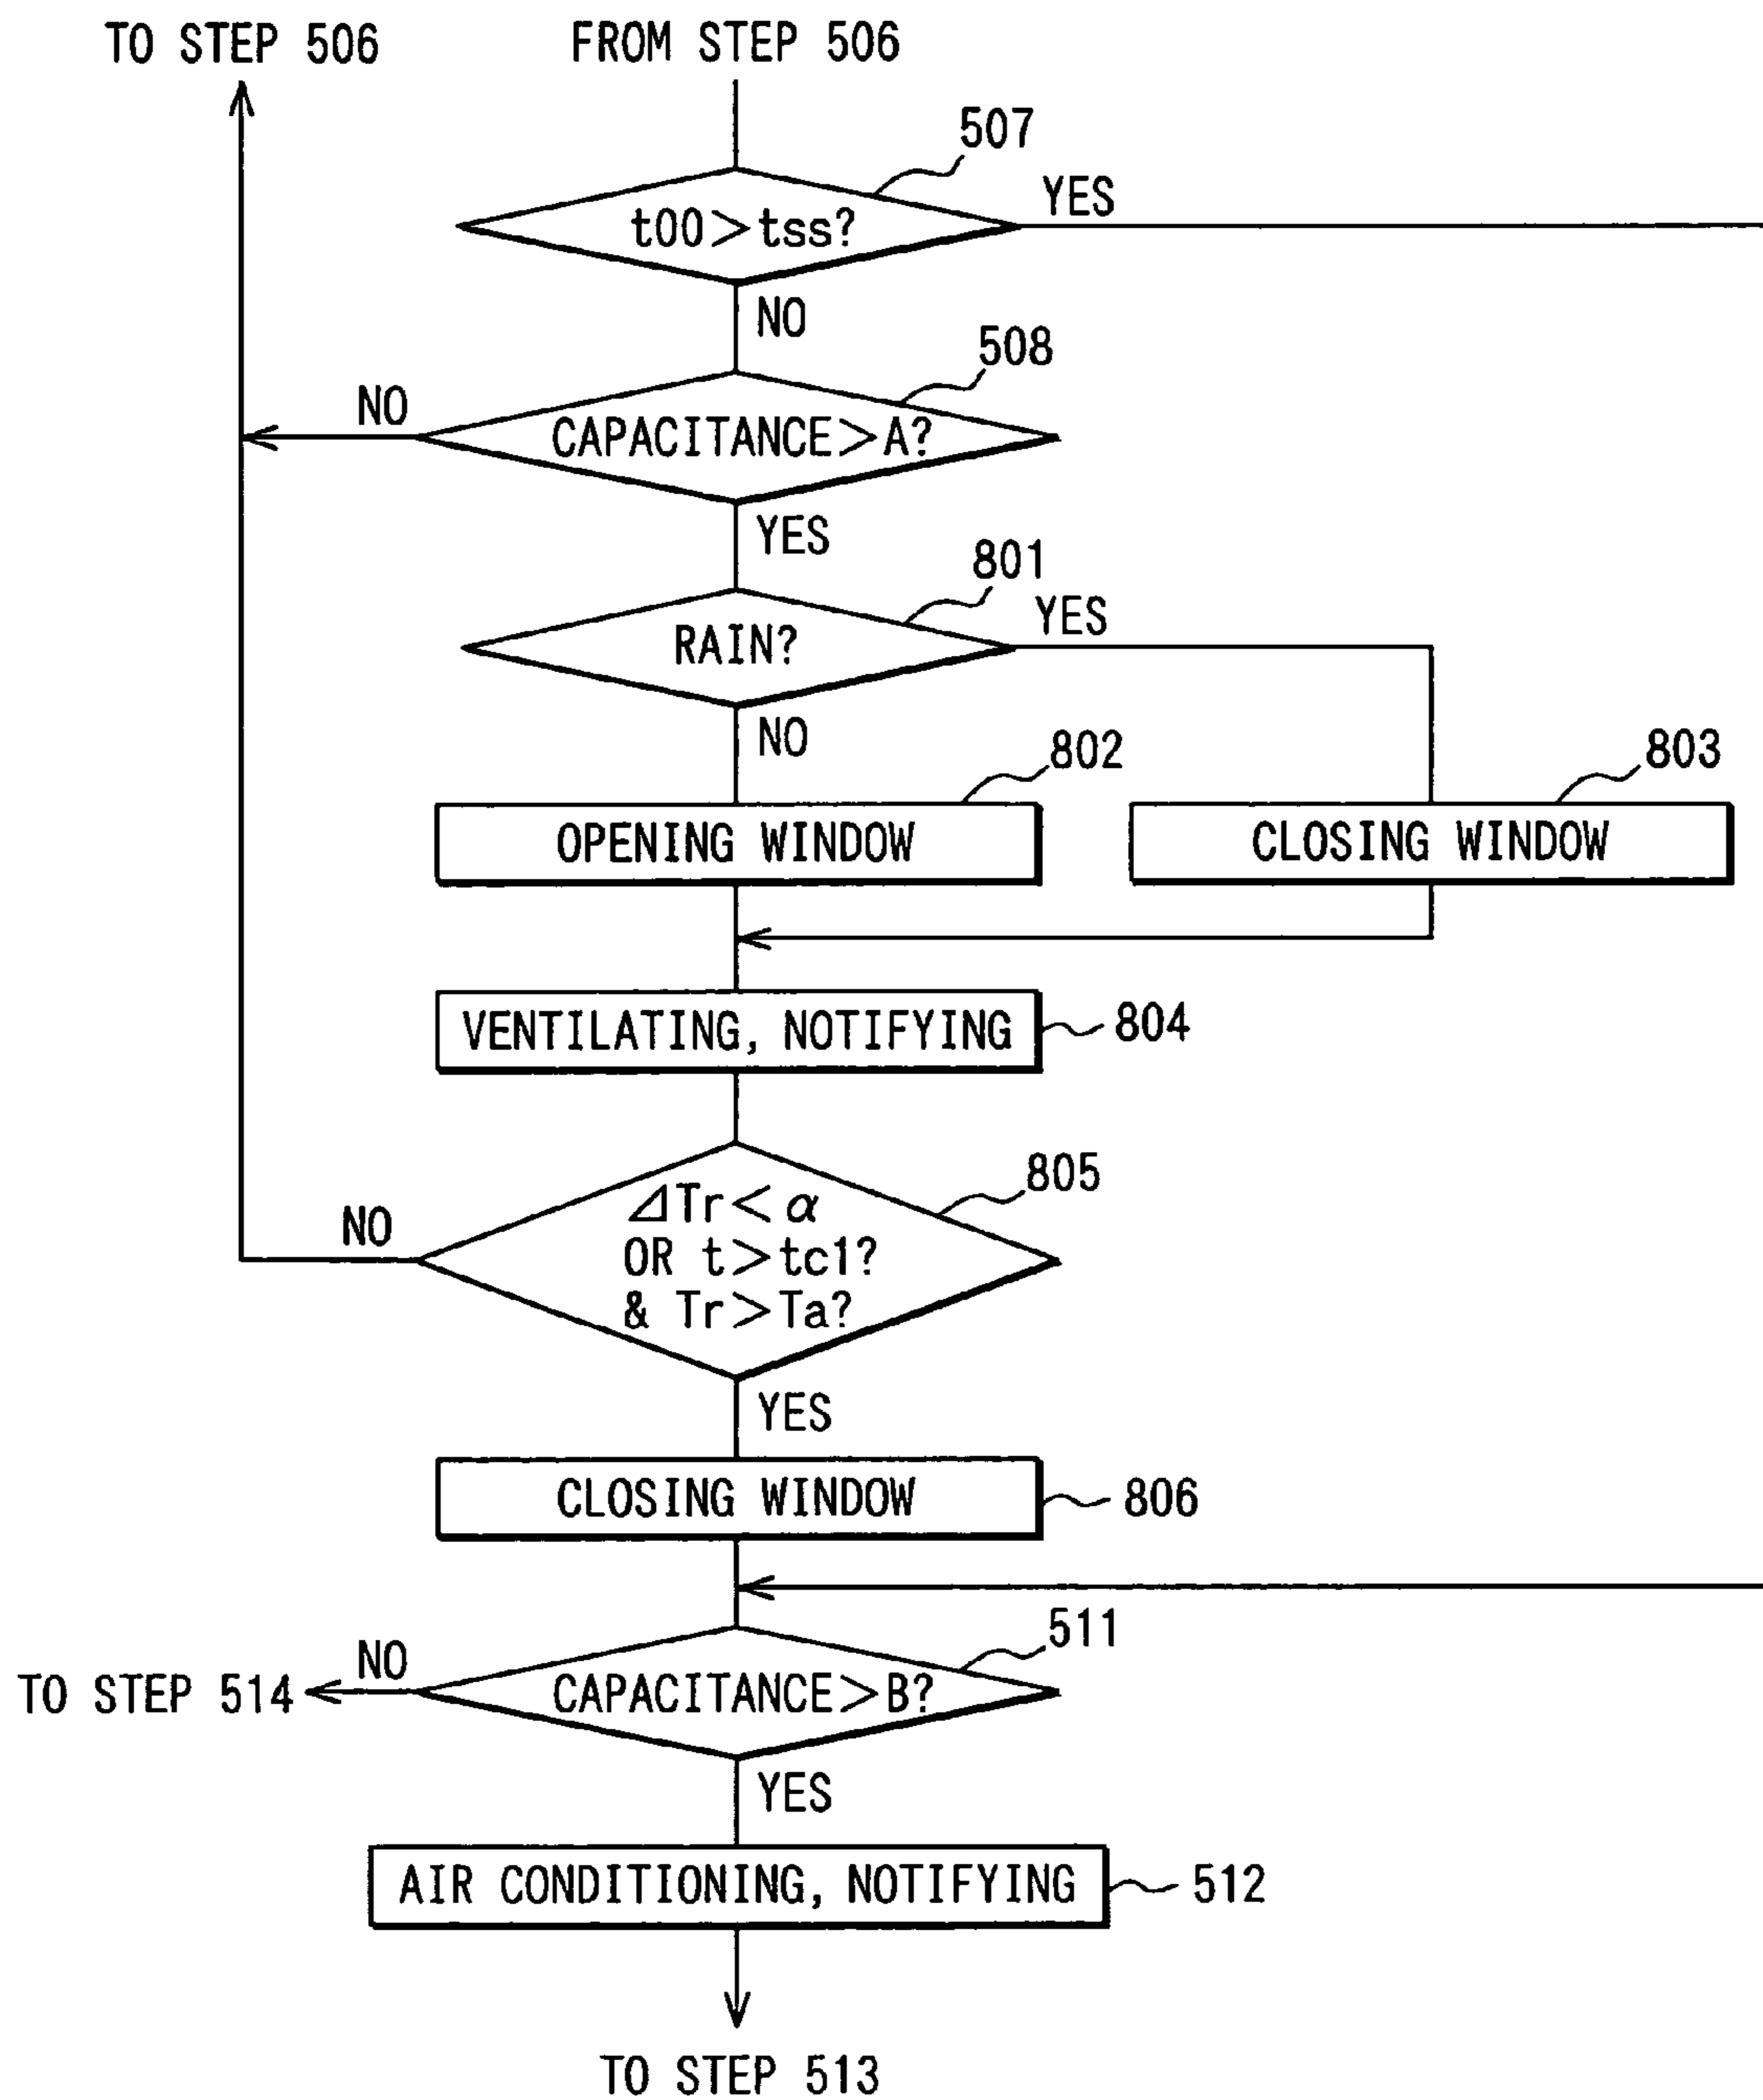 TO STEP 506
FROM STEP 506
507
t00>tss?
YES
NO
508
NO
CAPACITANCE>A?
YES
801
RAIN?
YES
NO
802
803
OPENING WINDOW
CLOSING WINDOW
VENTILATING, NOTIFYING
804
805
NO
⊿Tr<α
OR t>tc1?
& Tr>Ta?
YES
CLOSING WINDOW
806
511
NO
TO STEP 514
CAPACITANCE>B?
YES
AIR CONDITIONING, NOTIFYING
512
TO STEP 513